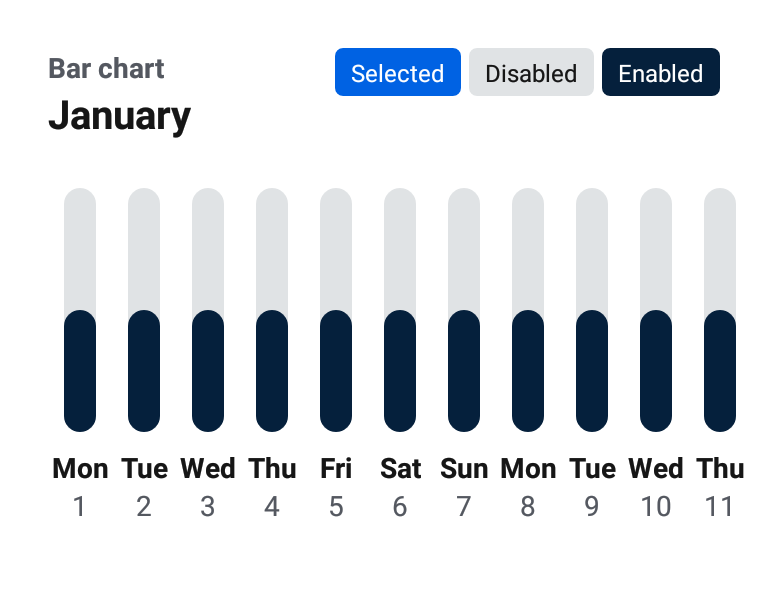 Bar chart
January
Selected Disabled Enabled
Mon Tue Wed Thu Fri Sat Sun Mon Tue Wed Thu
1 2 3 4 5 6 7 8 9 10 11